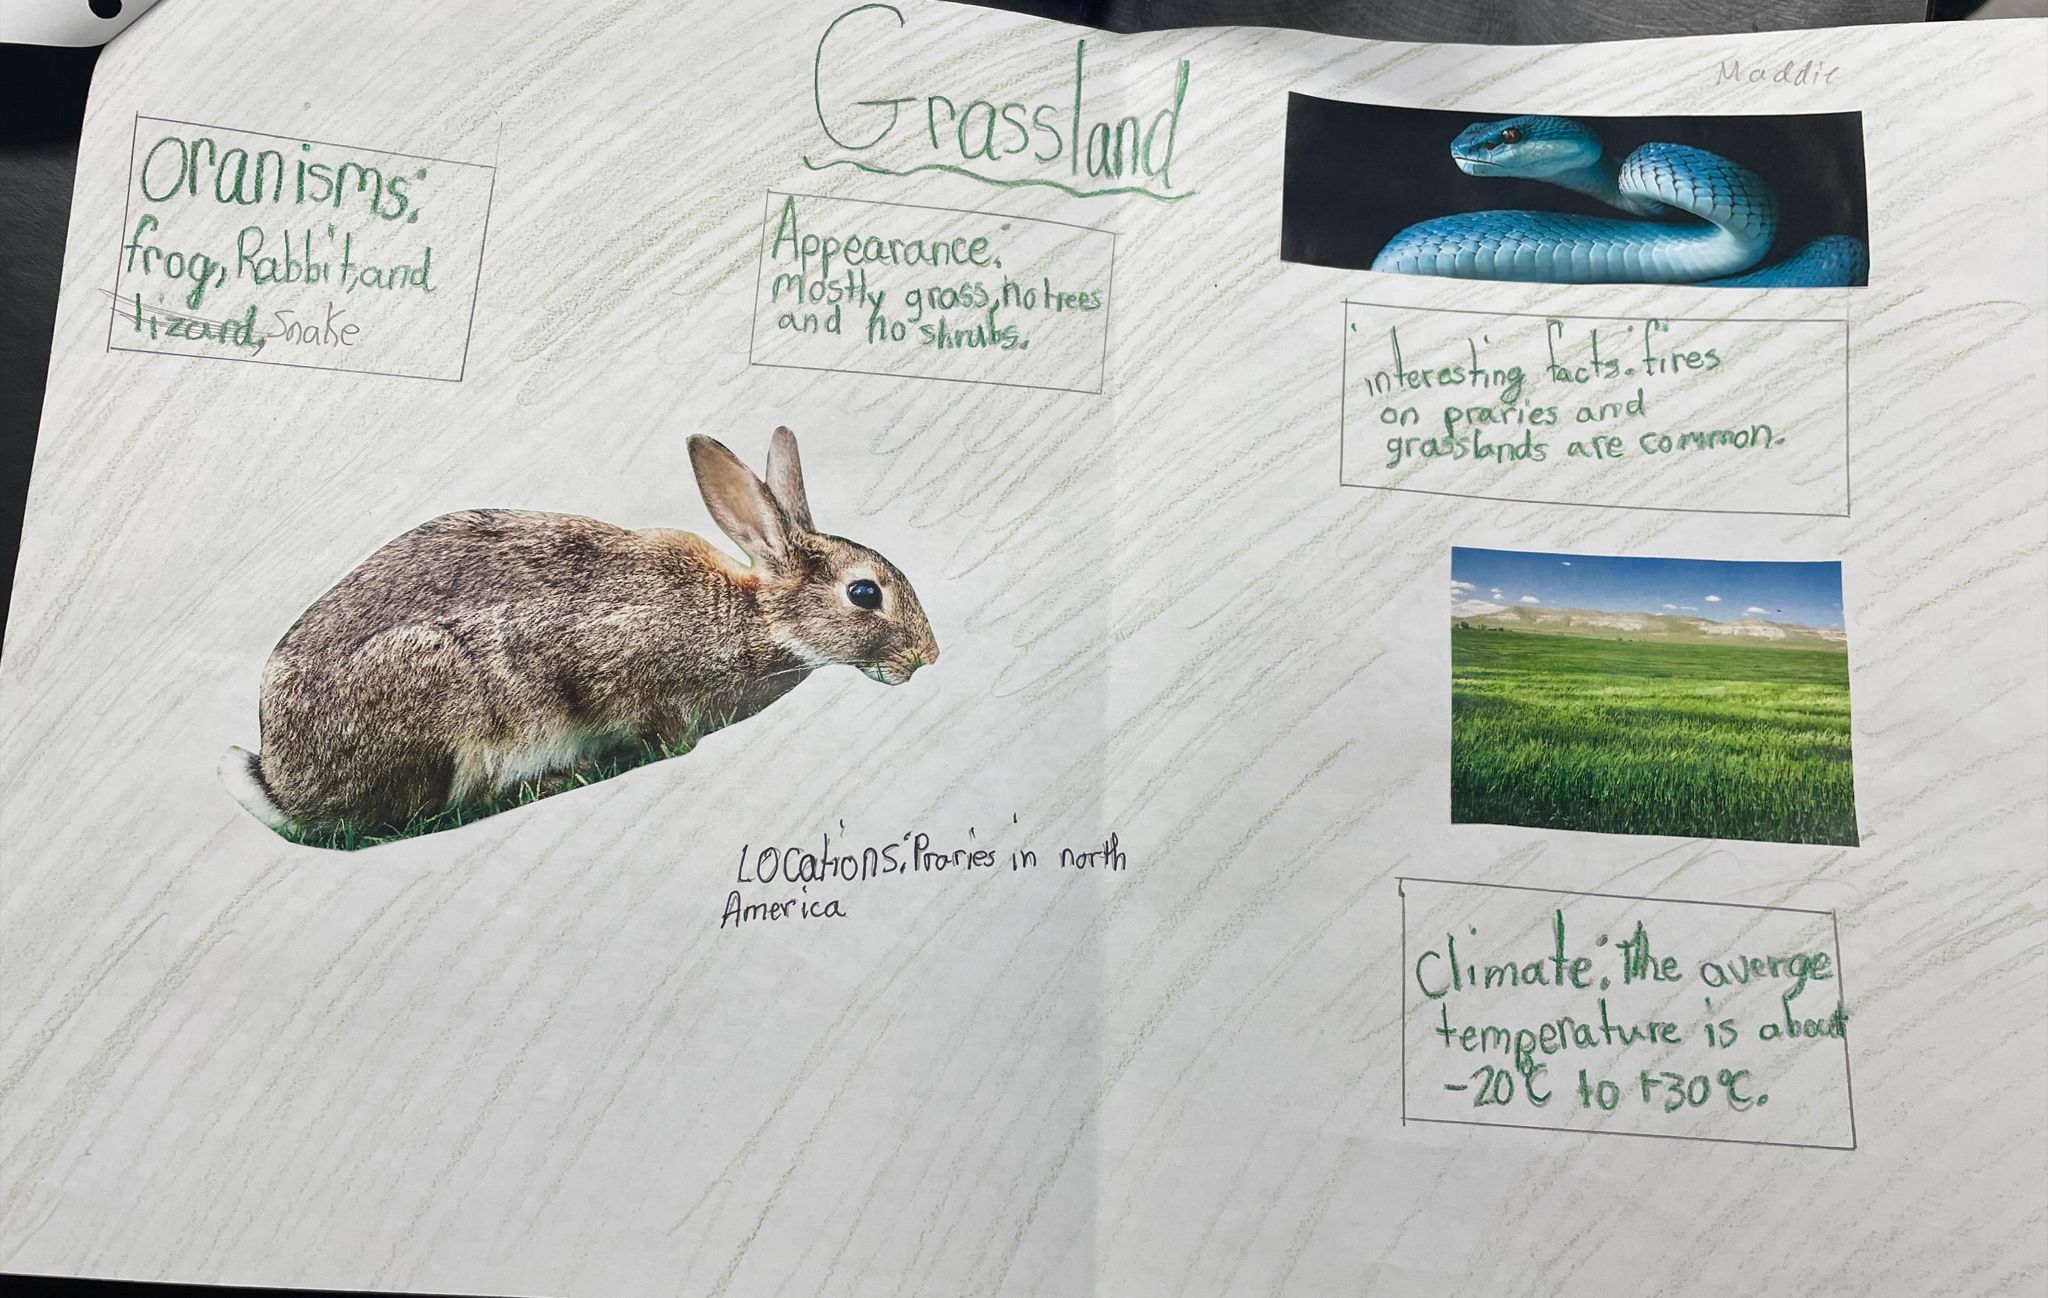 Grassland
Maddie
Oranisms:
frog, Rabbit, and
lizard, Snake
Appearance:
mostly grass, no trees
and no shrubs.
interesting facts: fires
on praries and
grasslands are common.
Locations: Praries in north
America
Climate: The averge
temperature is about
-20°C to +30°C.